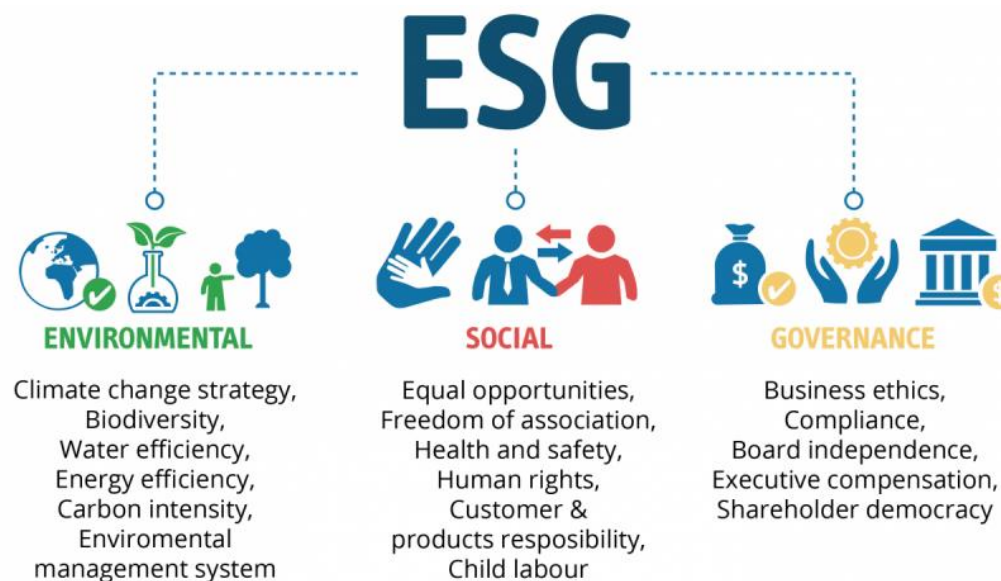 ESG
ENVIRONMENTAL
Climate change strategy,
Biodiversity,
Water efficiency,
Energy efficiency,
Carbon intensity,
Enviromental
management system
SOCIAL
Equal opportunities,
Freedom of association,
Health and safety,
Human rights,
Customer &
products resposibility,
Child labour
$
$
GOVERNANCE
Business ethics,
Compliance,
Board independence,
Executive compensation,
Shareholder democracy